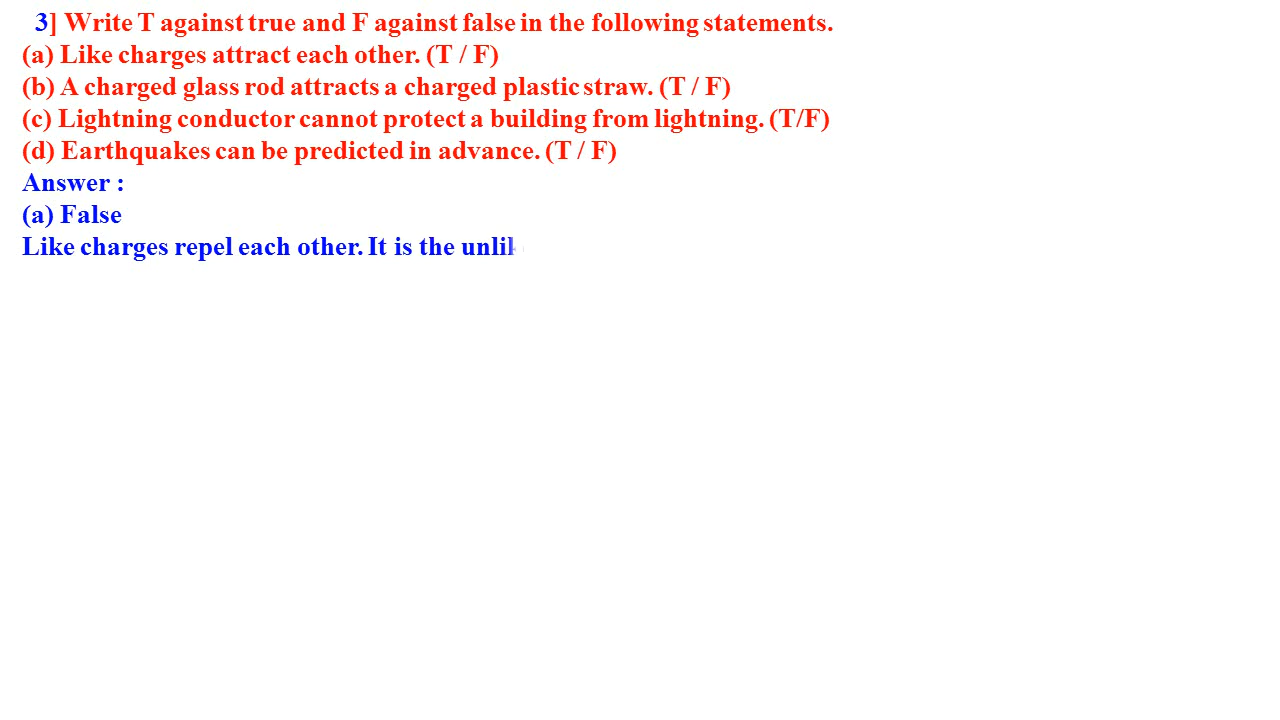 3] Write T against true and F against false in the following statements.
(a) Like charges attract each other. (T / F)
(b) A charged glass rod attracts a charged plastic straw. (T / F)
(c) Lightning conductor cannot protect a building from lightning. (T/F)
(d) Earthquakes can be predicted in advance. (T / F)
Answer :
(a) False
Like charges repel each other. It is the